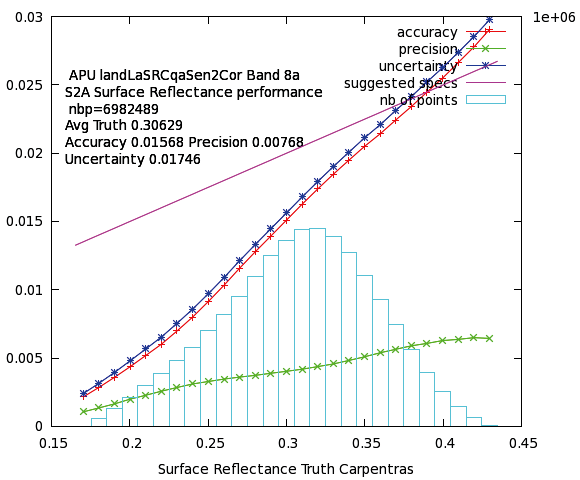 0.03
0.025
0.02
0.015
0.01
0.005
0
1e+06
accuracy
precision
uncertainty
suggested specs
nb of points
APU landLaSRCqaSen2Cor Band 8a
S2A Surface Reflectance performance
nbp=6982489
Avg Truth 0.30629
Accuracy 0.01568 Precision 0.00768
Uncertainty 0.01746
0.15 0.2 0.25 0.3 0.35 0.4 0.45
Surface Reflectance Truth Carpentras